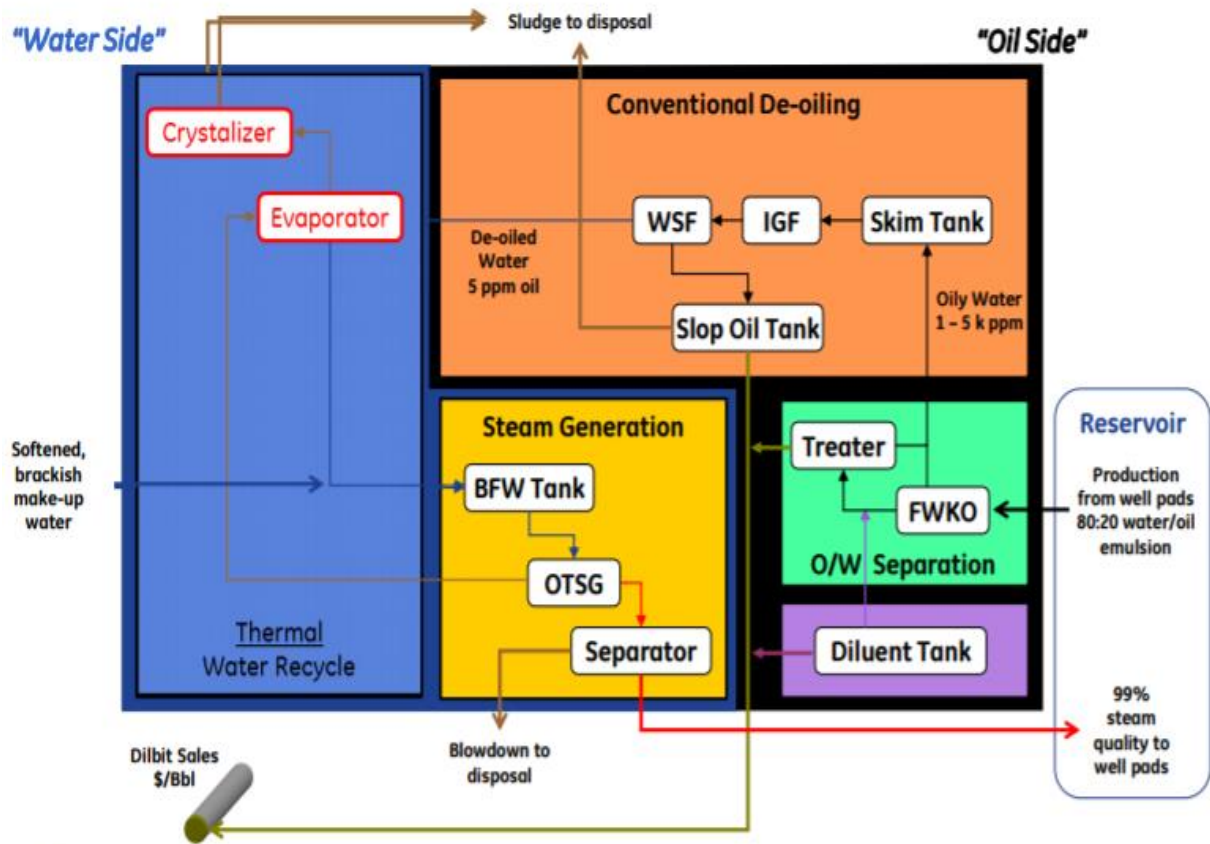 Sludge to disposal
"Water Side"
"Oil Side"
Conventional De-oiling
Crystalizer
Evaporator
WSF
IGF
Skim Tank
De-oiled
Water
5 ppm oil
Oily Water
1 – 5 k ppm
Slop Oil Tank
Steam Generation
Treater
Reservoir
Softened,
brackish
make-up
water
BFW Tank
FWKO
Production
from well pads
80:20 water/oil
emulsion
OTSG
O/W Separation
Thermal
Water Recycle
Separator
Diluent Tank
99%
steam
quality to
well pads
Blowdown to
disposal
Dilbit Sales
$/Bbl